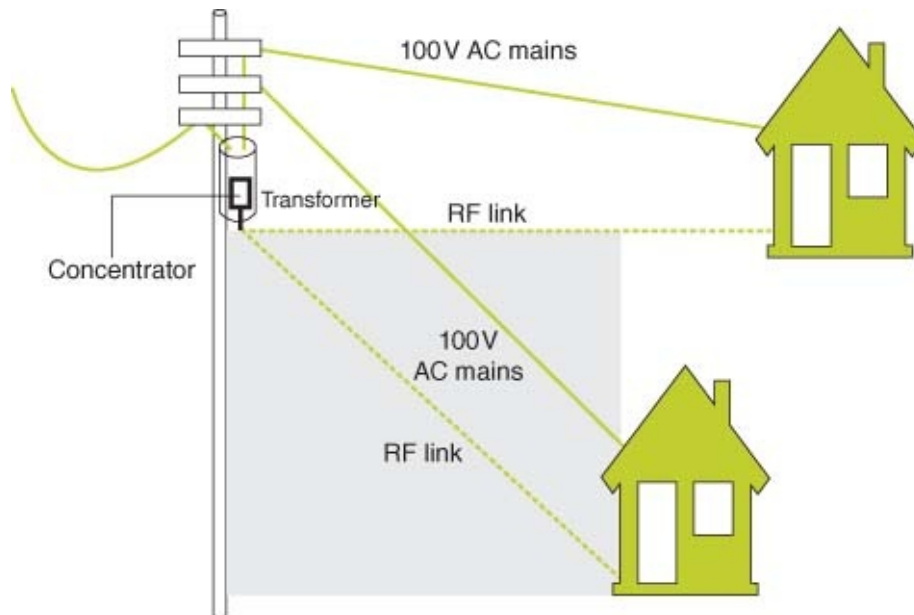 100V AC mains
Transformer
RF link
Concentrator
100V
AC mains
RF link